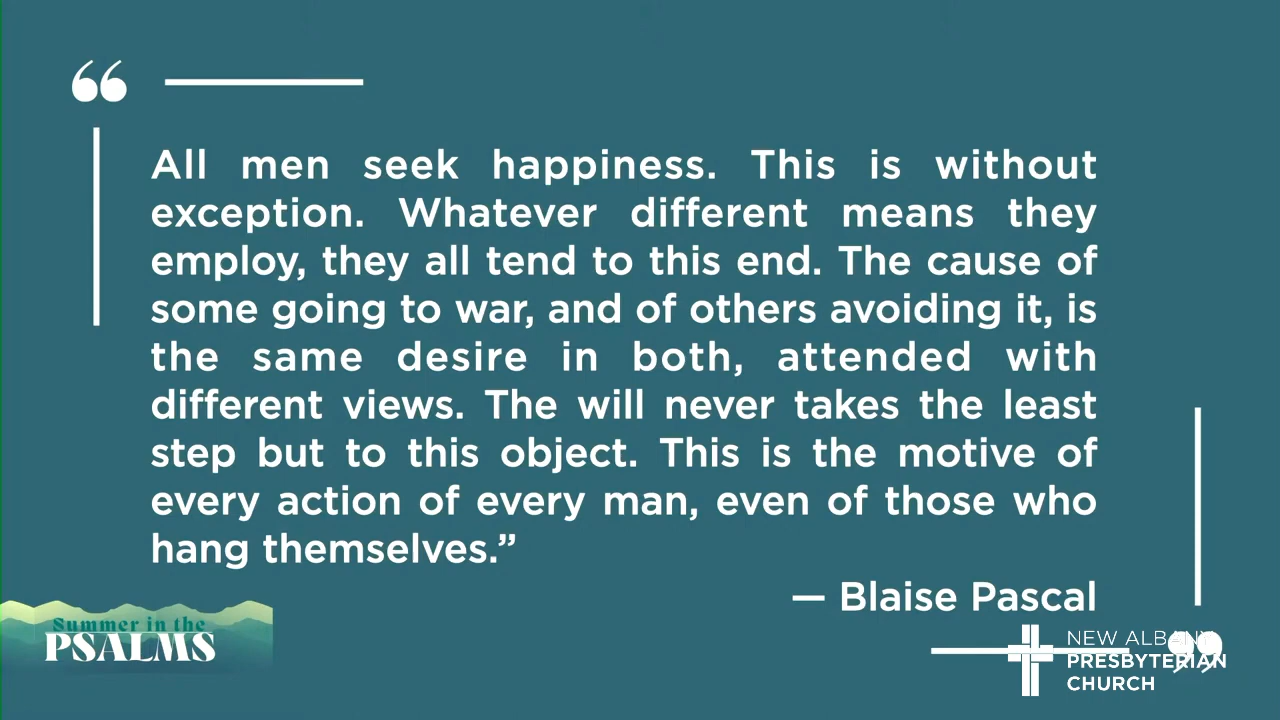 “
All men seek happiness. This is without
exception. Whatever different means they
employ, they all tend to this end. The cause of
some going to war, and of others avoiding it, is
the same desire in both, attended with
different views. The will never takes the least
step but to this object. This is the motive of
every action of every man, even of those who
hang themselves.”
— Blaise Pascal
Summer in the
PSALMS
NEW ALBANY
PRESBYTERIAN
CHURCH
”